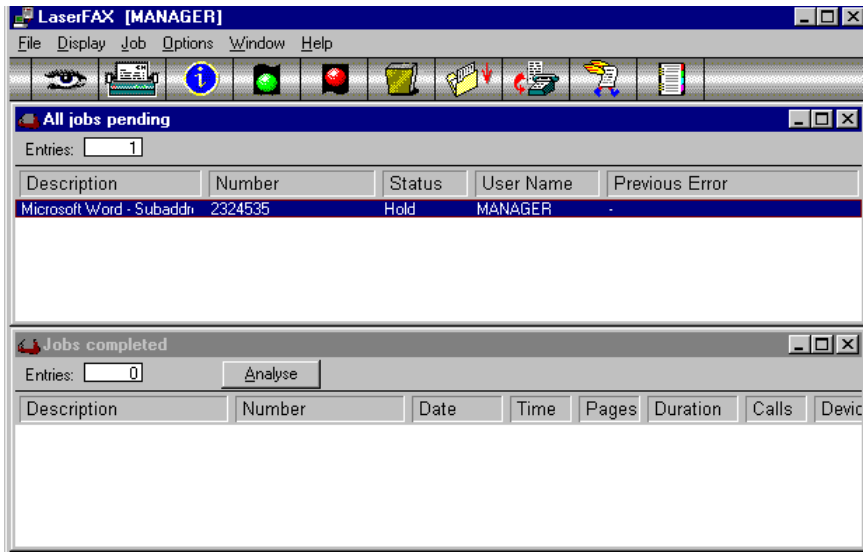 LaserFAX [MANAGER]
File Display Job Options Window Help
All jobs pending
Entries: 1
Description Number Status User Name Previous Error
Microsoft Word - Subaddr 2324535 Hold MANAGER -
Jobs completed
Entries: 0 Analyse
Description Number Date Time Pages Duration Calls Devic